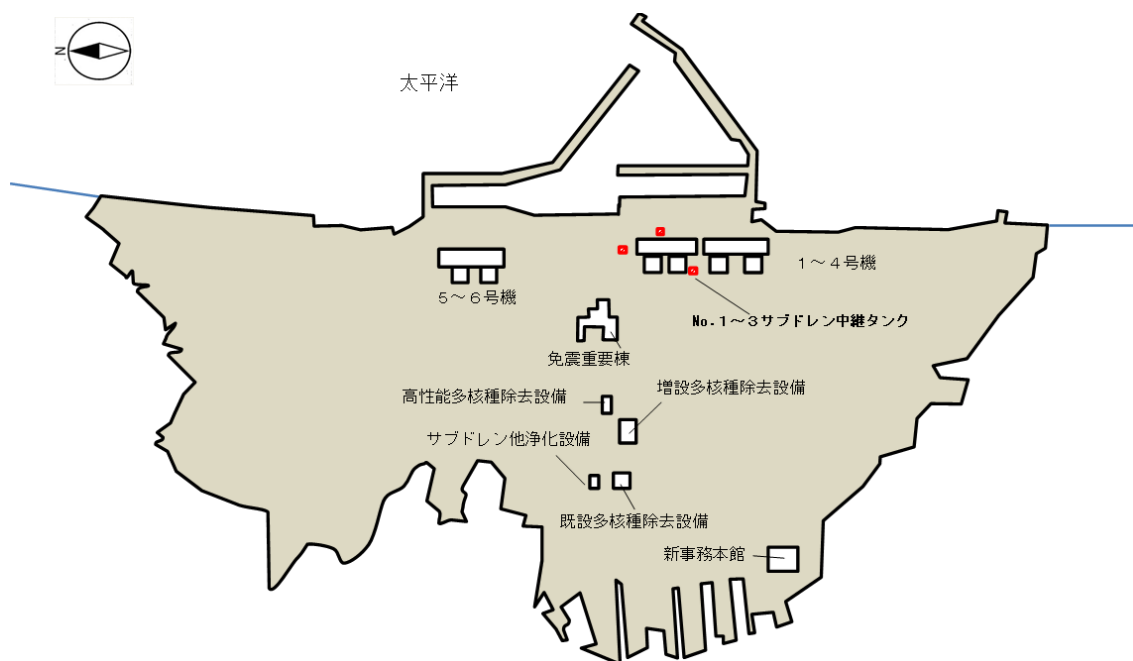 N
太平洋
1～4号機
5～6号機
No.1～3サブドレン中継タンク
免震重要棟
増設多核種除去設備
高性能多核種除去設備
サブドレン他浄化設備
既設多核種除去設備
新事務本館